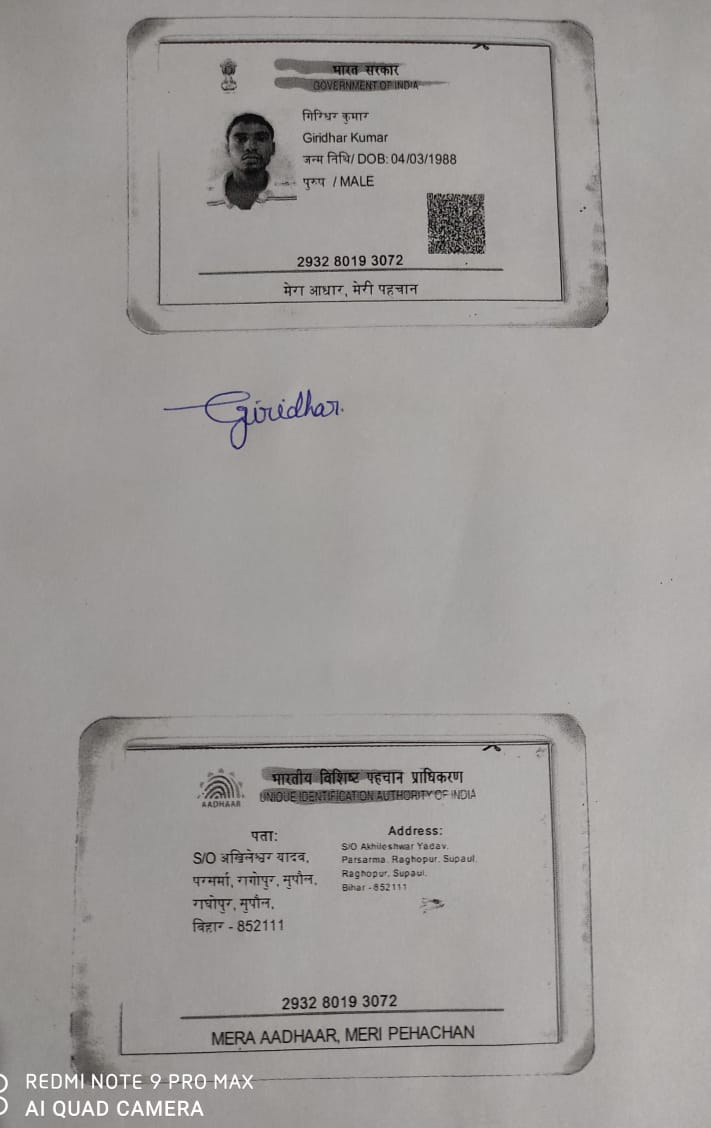 भारत सरकार
GOVERNMENT OF INDIA
गिरिधर कुमार
Giridhar Kumar
जन्म तिथि/ DOB: 04/03/1988
पुरुष / MALE
2932 8019 3072
मेरा आधार, मेरी पहचान
Giridhar.
भारतीय विशिष्ट पहचान प्राधिकरण
UNIQUE IDENTIFICATION AUTHORITY OF INDIA
AADHAAR
पता:
S/O अखिलेश्वर यादव,
परसर्मा, राघोपुर, सुपौल,
राघोपुर, सुपौल,
बिहार - 852111
Address:
S/O Akhileshwar Yadav,
Parsarma, Raghopur, Supaul,
Raghopur, Supaul,
Bihar - 852111
2932 8019 3072
MERA AADHAAR, MERI PEHACHAN
REDMI NOTE 9 PRO MAX
AI QUAD CAMERA